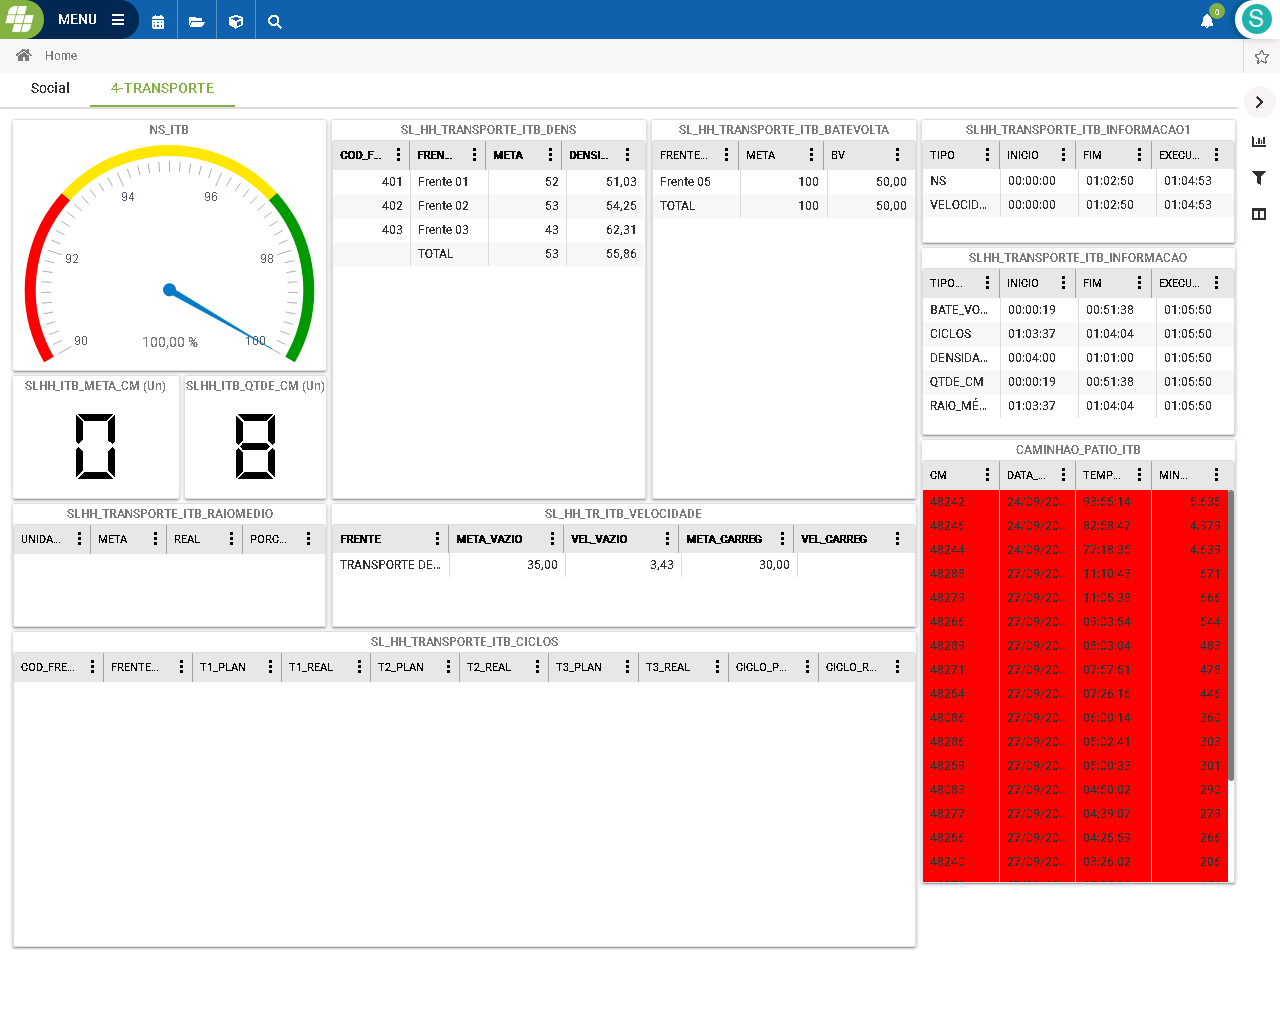 MENU
0
S
Home
Social
4-TRANSPORTE
NS_ITB
94
96
92
98
90
100,00 %
100
SLHH_ITB_META_CM (Un)
0
SLHH_ITB_QTDE_CM (Un)
8
SL_HH_TRANSPORTE_ITB_DENS
COD_F... FREN... META DENSI...
401 Frente 01 52 51,03
402 Frente 02 53 54,25
403 Frente 03 43 62,31
TOTAL 53 55,86
SL_HH_TRANSPORTE_ITB_BATEVOLTA
FRENTE... META BV
Frente 05 100 50,00
TOTAL 100 50,00
SLHH_TRANSPORTE_ITB_INFORMACAO1
TIPO INICIO FIM EXECU...
NS 00:00:00 01:02:50 01:04:53
VELOCID... 00:00:00 01:02:50 01:04:53
SLHH_TRANSPORTE_ITB_INFORMACAO
TIPO... INICIO FIM EXECU...
BATE_VO... 00:00:19 00:51:38 01:05:50
CICLOS 01:03:37 01:04:04 01:05:50
DENSIDA... 00:04:00 01:01:00 01:05:50
QTDE_CM 00:00:19 00:51:38 01:05:50
RAIO_MÉ... 01:03:37 01:04:04 01:05:50
SLHH_TRANSPORTE_ITB_RAIOMEDIO
UNIDA... META REAL PORC...
SL_HH_TR_ITB_VELOCIDADE
FRENTE META_VAZIO VEL_VAZIO META_CARREG VEL_CARREG
TRANSPORTE DE... 35,00 3,43 30,00
SL_HH_TRANSPORTE_ITB_CICLOS
COD_FRE... FRENTE... T1_PLAN T1_REAL T2_PLAN T2_REAL T3_PLAN T3_REAL CICLO_P... CICLO_R...
CAMINHAO_PATIO_ITB
CM DATA_... TEMP... MIN...
48242 24/09/20... 93:55:14 5.635
48246 24/09/20... 82:58:47 4.979
48244 24/09/20... 77:18:35 4.639
48288 27/09/20... 11:10:43 671
48279 27/09/20... 11:05:38 666
48266 27/09/20... 09:03:54 544
48289 27/09/20... 08:03:04 483
48271 27/09/20... 07:57:51 478
48254 27/09/20... 07:26:16 446
48086 27/09/20... 06:00:14 360
48286 27/09/20... 05:02:41 303
48259 27/09/20... 05:00:33 301
48083 27/09/20... 04:50:02 290
48277 27/09/20... 04:39:07 279
48256 27/09/20... 04:25:59 266
48240 27/09/20... 03:26:02 206